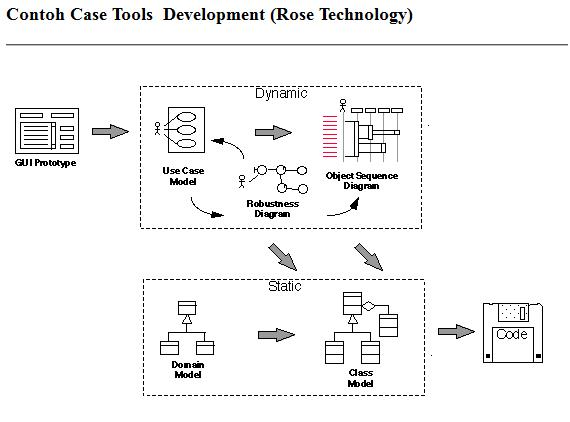 Contoh Case Tools Development (Rose Technology)
Dynamic
GUI Prototype
Use Case
Model
Robustness
Diagram
Object Sequence
Diagram
Static
Domain
Model
Class
Model
Code